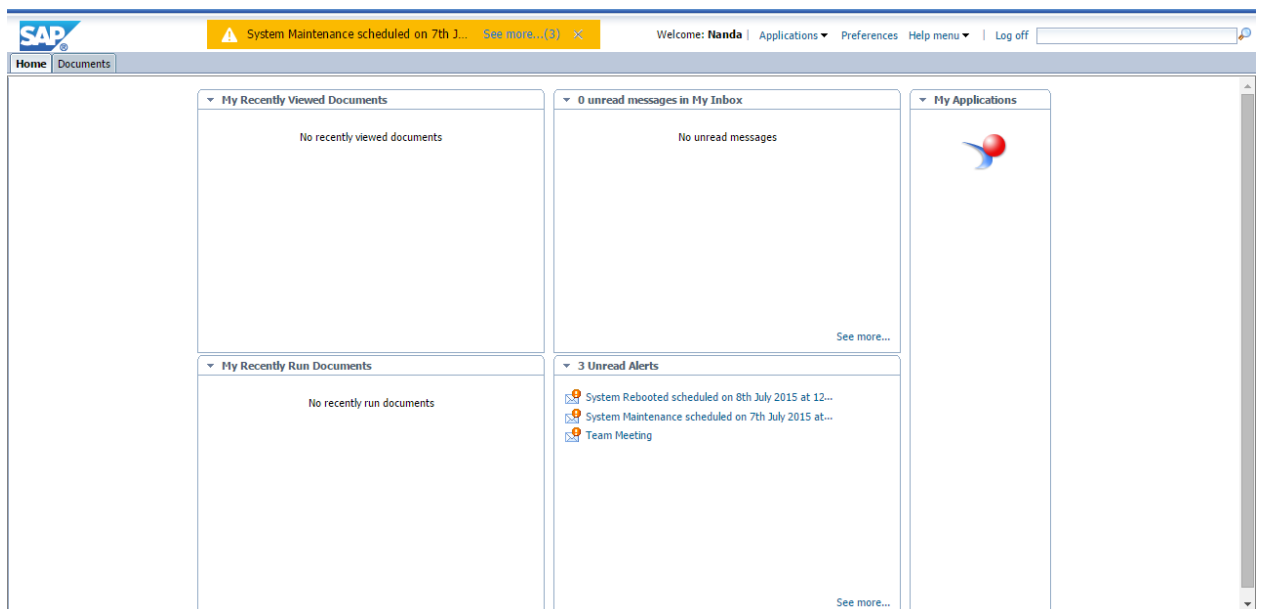 SAP®
System Maintenance scheduled on 7th J... See more...(3)
Welcome: Nanda | Applications Preferences Help menu | Log off
Home Documents
My Recently Viewed Documents
No recently viewed documents
0 unread messages in My Inbox
No unread messages
See more...
My Applications
My Recently Run Documents
No recently run documents
3 Unread Alerts
System Rebooted scheduled on 8th July 2015 at 12...
System Maintenance scheduled on 7th July 2015 at...
Team Meeting
See more...